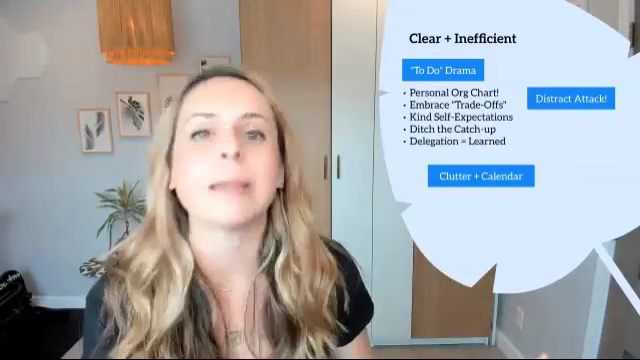 Clear + Inefficient
"To Do" Drama
• Personal Org Chart!
• Embrace "Trade-Offs"
• Kind Self-Expectations
• Ditch the Catch-up
• Delegation = Learned
Distract Attack!
Clutter + Calendar